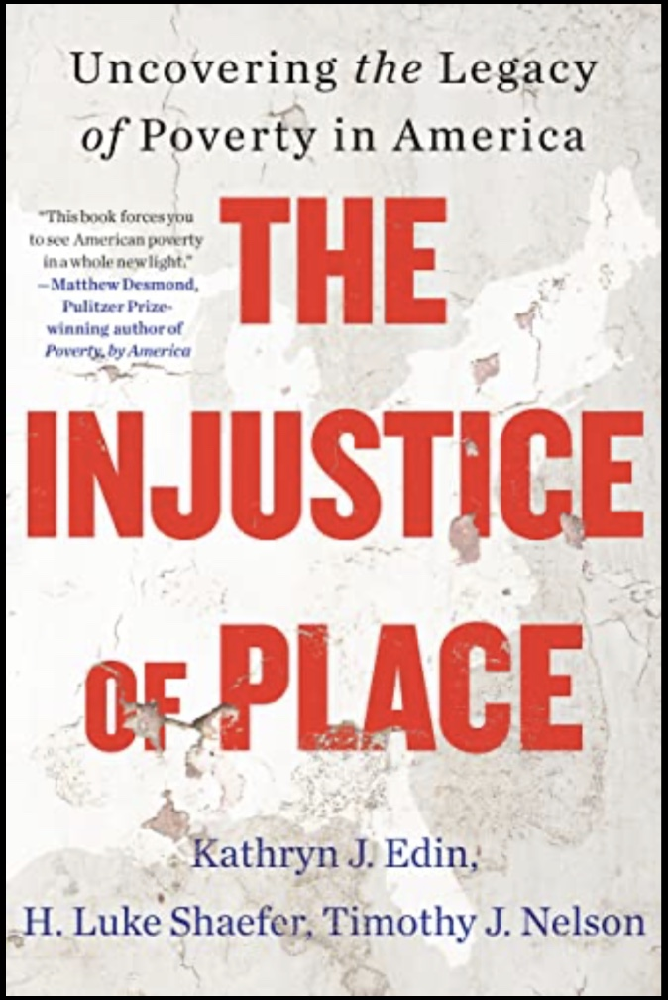 Uncovering the Legacy
of Poverty in America
THE
"This book forces you
to see American poverty
in a whole new light."
—Matthew Desmond,
Pulitzer Prize-
winning author of
Poverty, by America
INJUSTICE
OF PLACE
Kathryn J. Edin,
H. Luke Shaefer, Timothy J. Nelson